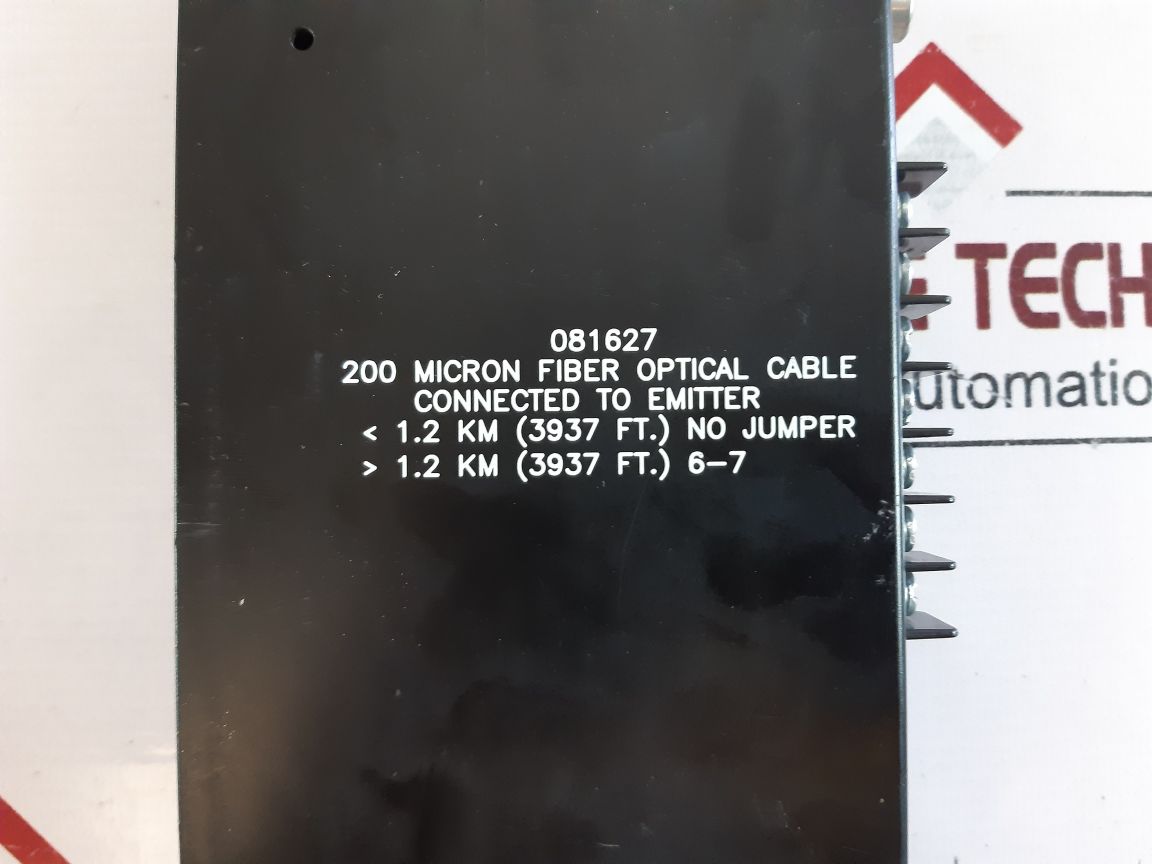 081627
200 MICRON FIBER OPTICAL CABLE
CONNECTED TO EMITTER
< 1.2 KM (3937 FT.) NO JUMPER
> 1.2 KM (3937 FT.) 6-7
TECH
utomatio